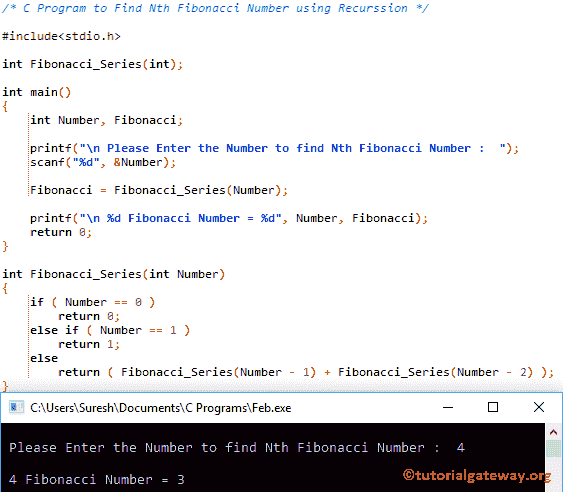 /* C Program to Find Nth Fibonacci Number using Recurssion */
#include<stdio.h>
int Fibonacci_Series(int);
int main()
{
int Number, Fibonacci;
printf("\n Please Enter the Number to find Nth Fibonacci Number :  ");
scanf("%d", &Number);
Fibonacci = Fibonacci_Series(Number);
printf("\n %d Fibonacci Number = %d", Number, Fibonacci);
return 0;
}
int Fibonacci_Series(int Number)
{
if ( Number == 0 )
return 0;
else if ( Number == 1 )
return 1;
else
return ( Fibonacci_Series(Number - 1) + Fibonacci_Series(Number - 2) );
}
C:\Users\Suresh\Documents\C Programs\Feb.exe
Please Enter the Number to find Nth Fibonacci Number :  4
4 Fibonacci Number = 3
©tutorialgateway.org